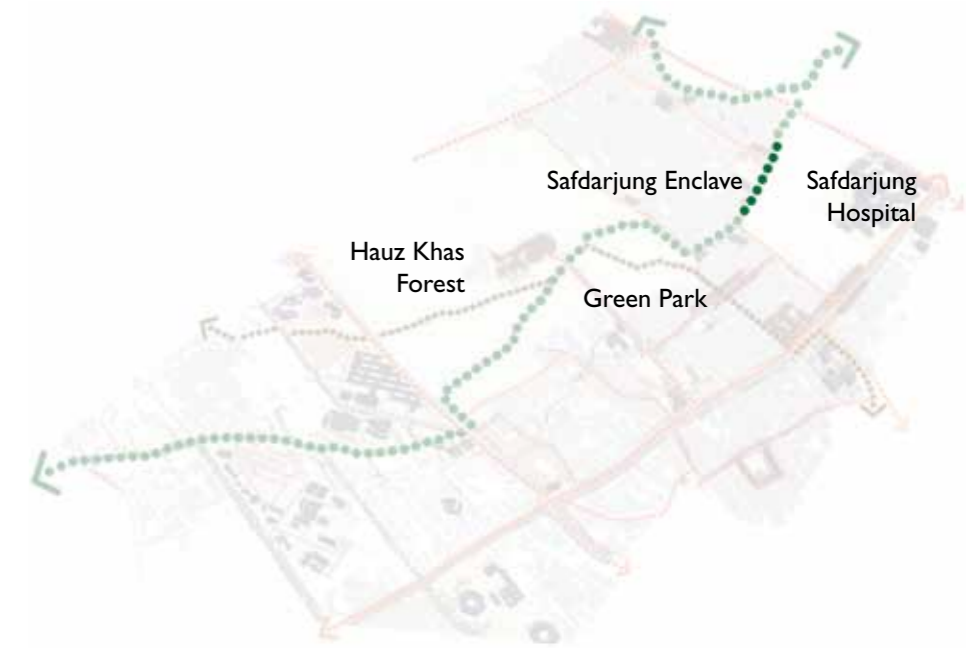 Safdarjung Enclave
Safdarjung
Hospital
Hauz Khas
Forest
Green Park